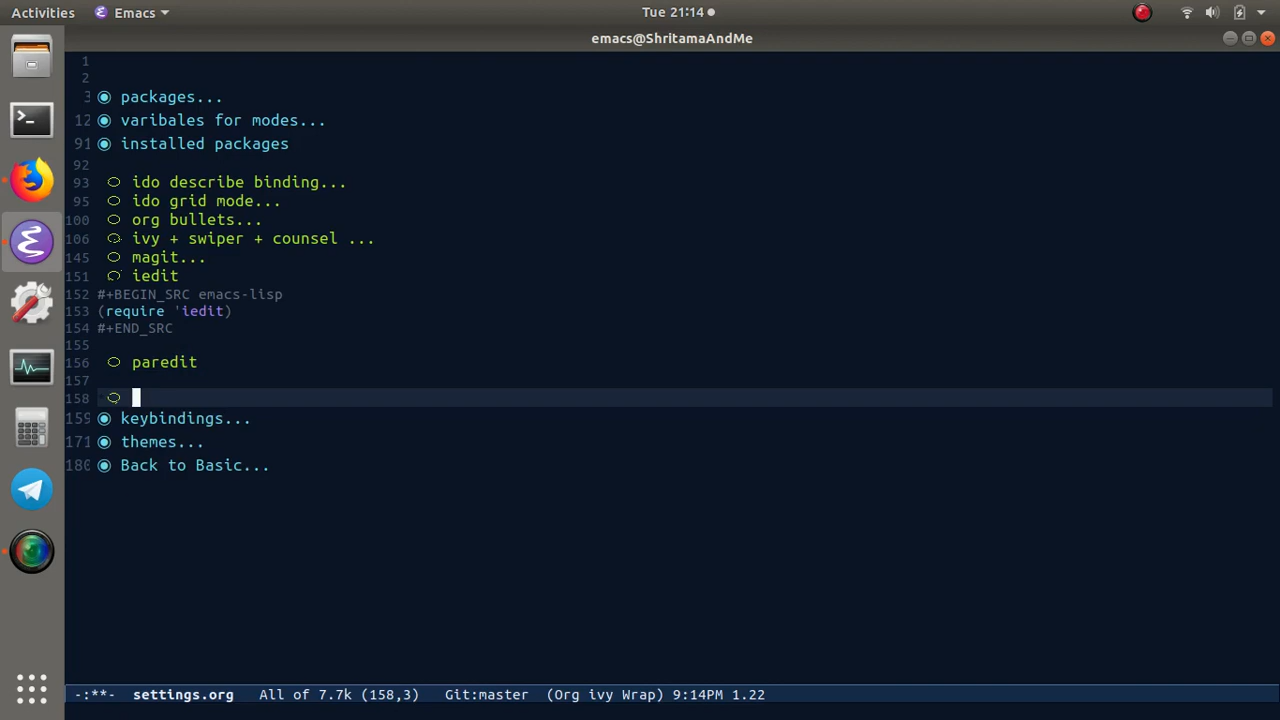 Activities Emacs Tue 21:14
emacs@ShritamaAndMe
1
2
3 packages...
12 varibales for modes...
91 installed packages
92
93 ido describe binding...
95 ido grid mode...
100 org bullets...
106 ivy + swiper + counsel ...
145 magit...
151 iedit
152 #+BEGIN_SRC emacs-lisp
153 (require 'iedit)
154 #+END_SRC
155
156 paredit
157
158
159 keybindings...
171 themes...
180 Back to Basic...
-:**- settings.org All of 7.7k (158,3) Git:master (Org ivy Wrap) 9:14PM 1.22